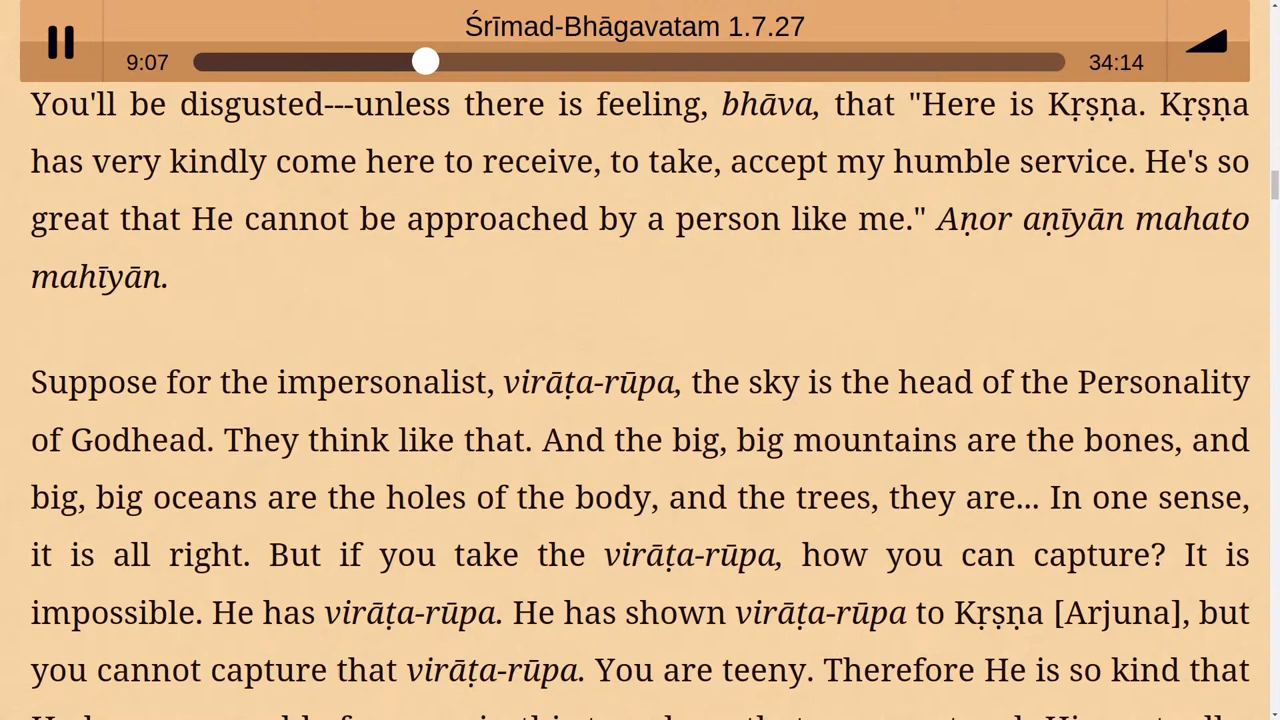 Śrīmad-Bhāgavatam 1.7.27
9:07
34:14
You'll be disgusted---unless there is feeling, bhāva, that "Here is Kṛṣṇa. Kṛṣṇa
has very kindly come here to receive, to take, accept my humble service. He's so
great that He cannot be approached by a person like me." Aṇor aṇīyān mahato
mahīyān.
Suppose for the impersonalist, virāṭa-rūpa, the sky is the head of the Personality
of Godhead. They think like that. And the big, big mountains are the bones, and
big, big oceans are the holes of the body, and the trees, they are... In one sense,
it is all right. But if you take the virāṭa-rūpa, how you can capture? It is
impossible. He has virāṭa-rūpa. He has shown virāṭa-rūpa to Kṛṣṇa [Arjuna], but
you cannot capture that virāṭa-rūpa. You are teeny. Therefore He is so kind that